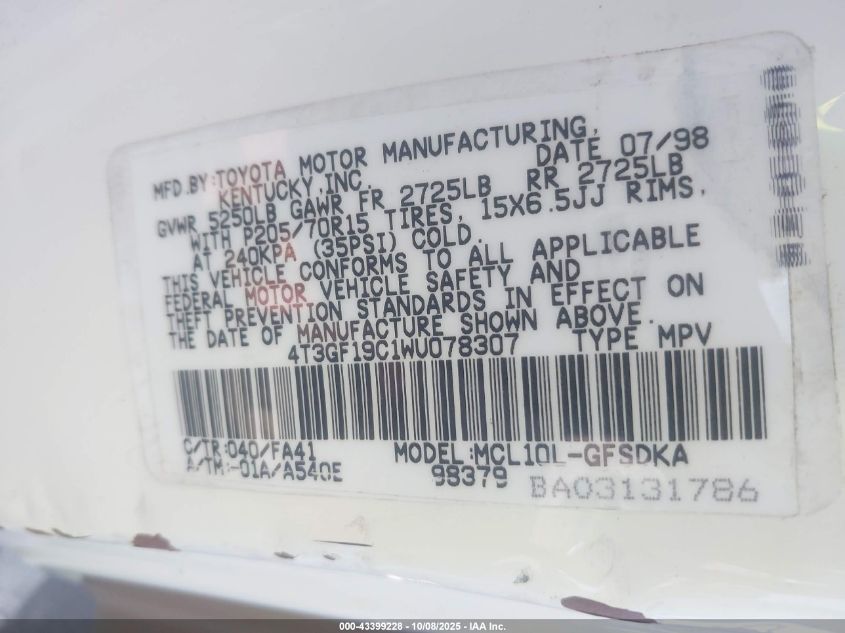 MFD.BY:TOYOTA MOTOR MANUFACTURING,
KENTUCKY,INC. DATE 07/98
GVWR 5250LB GAWR FR 2725LB RR 2725LB
WITH P205/70R15 TIRES, 15X6.5JJ RIMS,
AT 240KPA (35PSI) COLD.
THIS VEHICLE CONFORMS TO ALL APPLICABLE
FEDERAL MOTOR VEHICLE SAFETY AND
THEFT PREVENTION STANDARDS IN EFFECT ON
THE DATE OF MANUFACTURE SHOWN ABOVE.
4T3GF19C1WU078307 TYPE MPV
C/TR:040/FA41 MODEL:MCL10L-GFSDKA
A/TM:-01A/A540E 98379
BA03131786
000-43399228 - 10/08/2025 - IAA Inc.